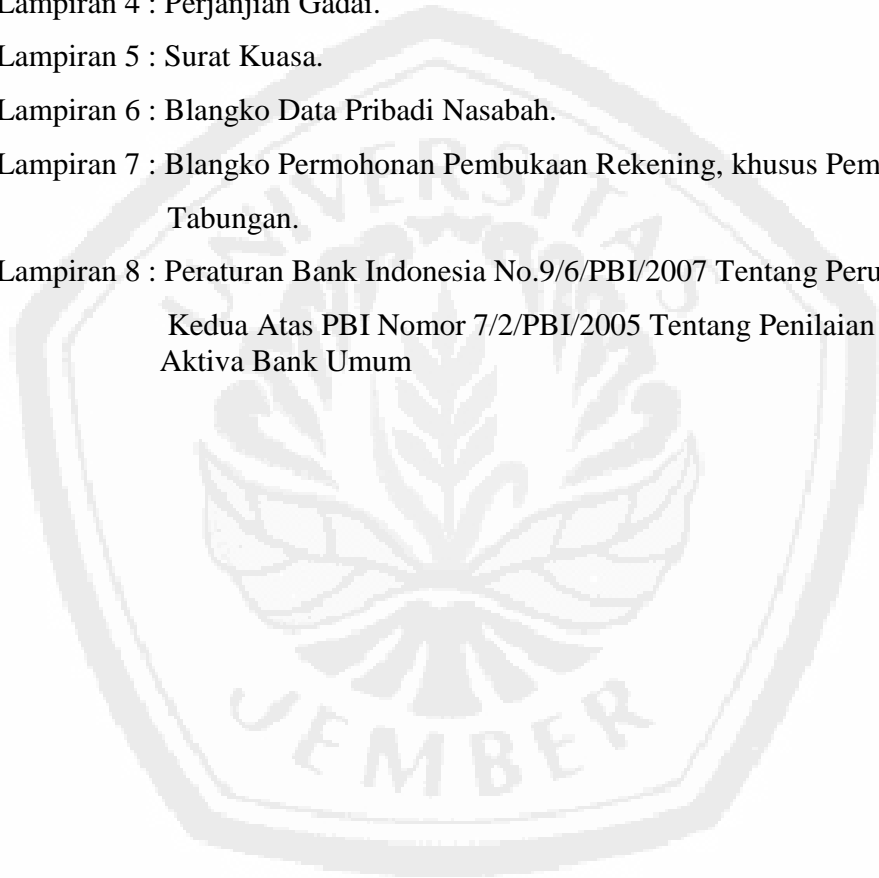 Lampiran 4 : Perjanjian Gadai.
Lampiran 5 : Surat Kuasa.
Lampiran 6 : Blangko Data Pribadi Nasabah.
Lampiran 7 : Blangko Permohonan Pembukaan Rekening, khusus Pem
Tabungan.
Lampiran 8 : Peraturan Bank Indonesia No.9/6/PBI/2007 Tentang Peru
Kedua Atas PBI Nomor 7/2/PBI/2005 Tentang Penilaian
Aktiva Bank Umum
UNIVERSITAS
JEMBER